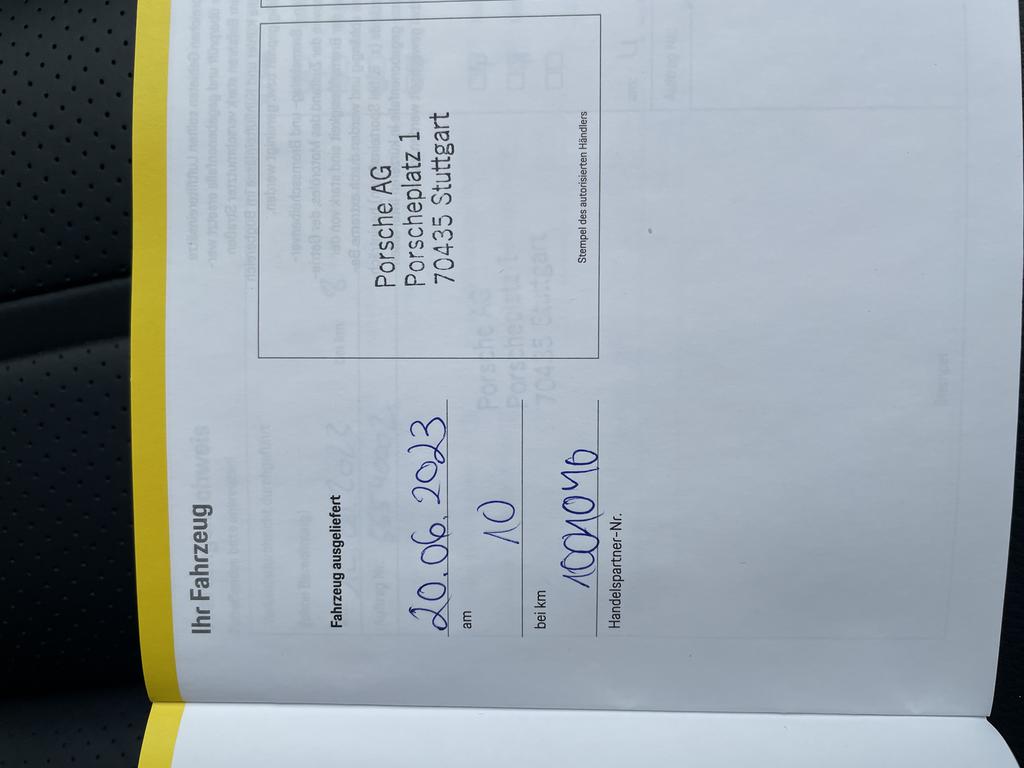 Ihr Fahrzeug
Fahrzeug ausgeliefert
20.06.2023
am
10
bei km
1001046
Handelspartner-Nr.
Porsche AG
Porscheplatz 1
70435 Stuttgart
Stempel des autorisierten Händlers